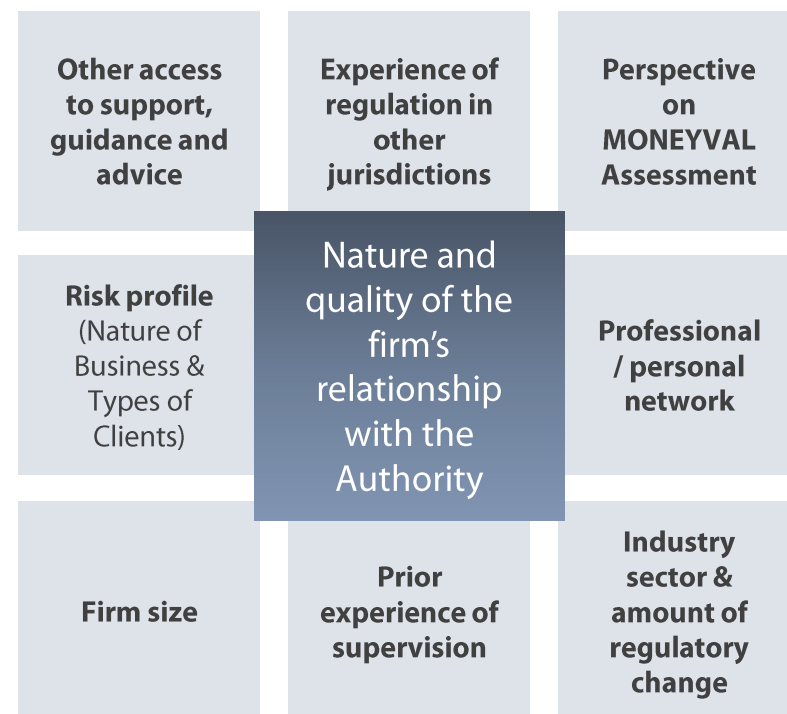 Other access
to support,
guidance and
advice
Experience of
regulation in
other
jurisdictions
Perspective
on
MONEYVAL
Assessment
Risk profile
(Nature of
Business &
Types of
Clients)
Nature and
quality of the
firm's
relationship
with the
Authority
Professional
/ personal
network
Firm size
Prior
experience of
supervision
Industry
sector &
amount of
regulatory
change